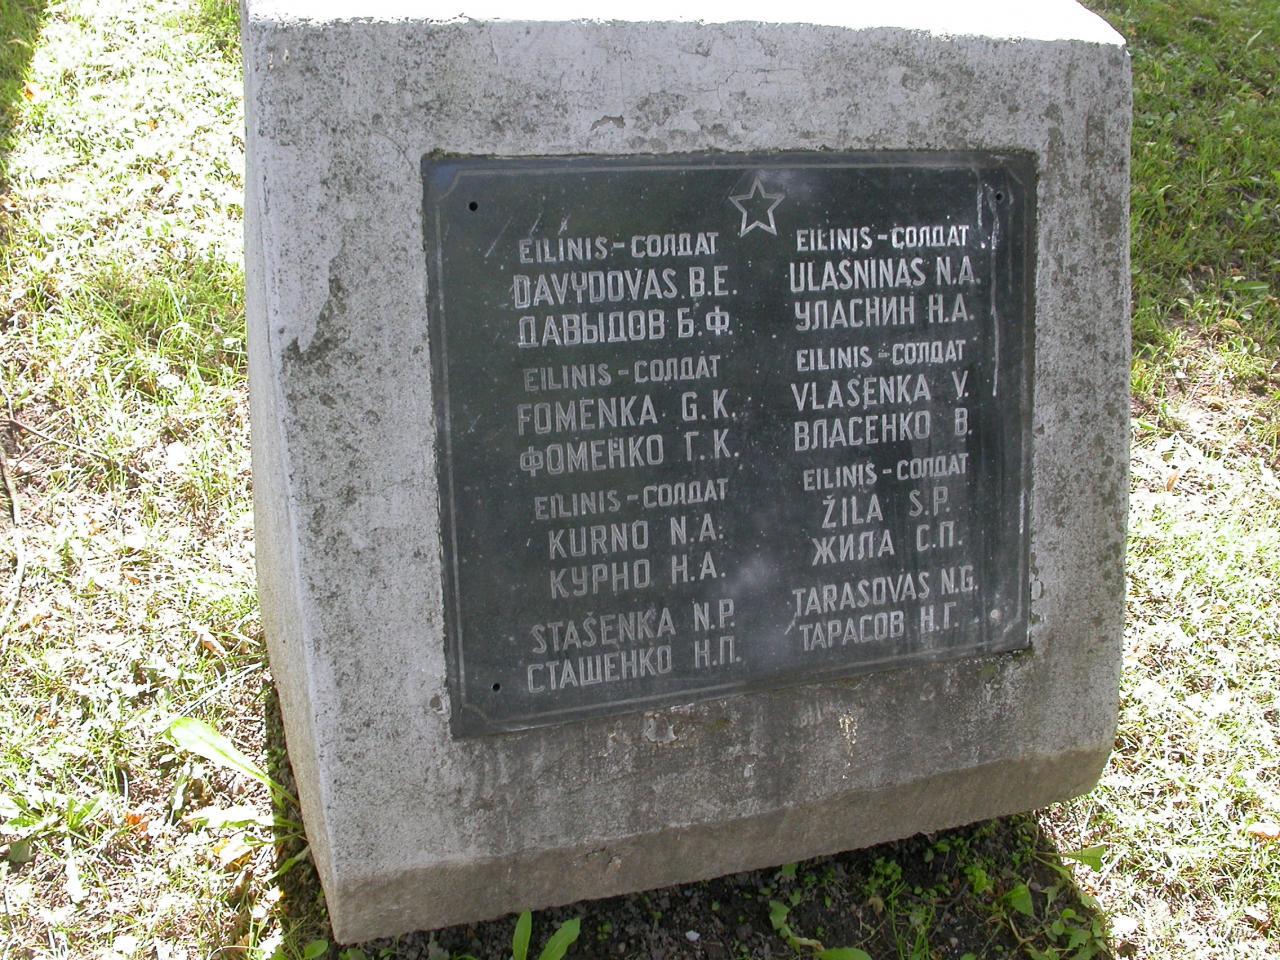 EILINIS-СОЛДАТ
DAVYDOVAS B.E.
ДАВЫДОВ Б.Ф.
EILINIS-СОЛДАТ
FOMENKA G.K.
ФОМЕНКО Г.К.
EILINIS-СОЛДАТ
KURNO N.A.
КУРНО Н.А.
STAŠENKA N.P.
СТАШЕНКО Н.П.
EILINIS-СОЛДАТ
ULASNINAS N.A.
УЛАСНИН Н.А.
EILINIS-СОЛДАТ
VLASENKA V.
ВЛАСЕНКО В.
EILINIS-СОЛДАТ
ŽILA S.P.
ЖИЛА С.П.
TARASOVAS N.G.
ТАРАСОВ Н.Г.